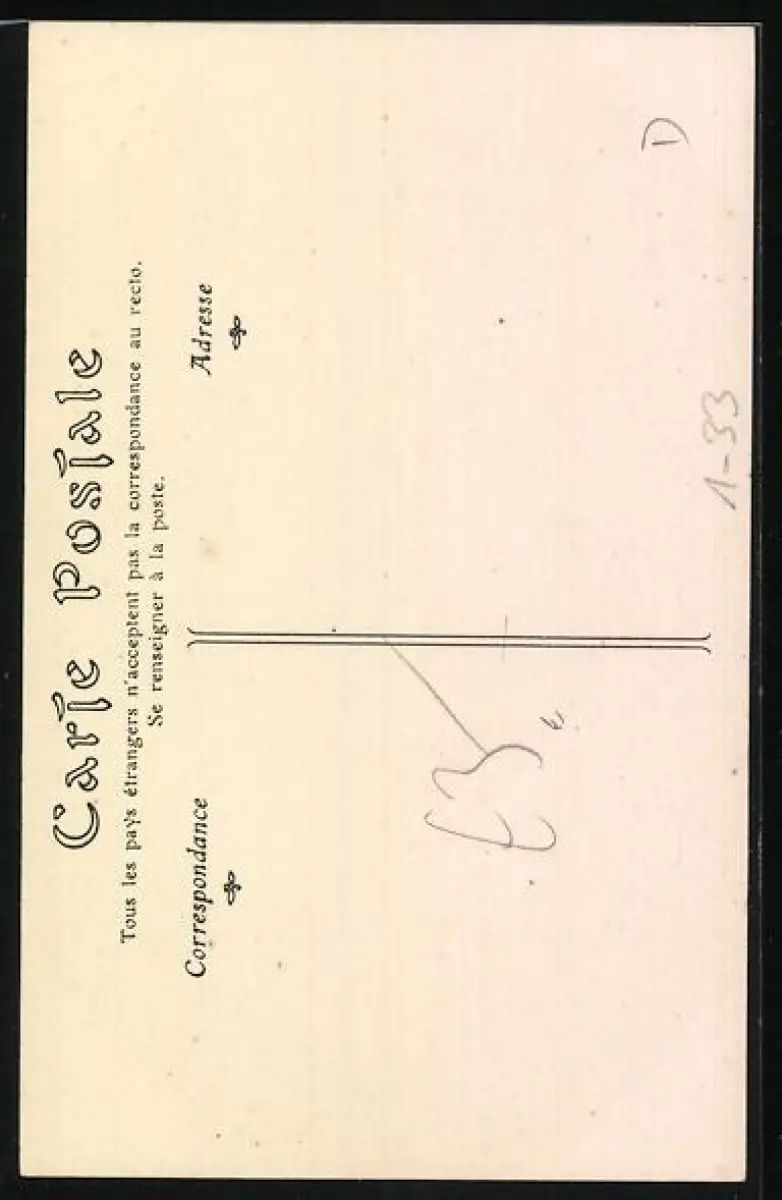 Carte Postale
Tous les pays étrangers n'acceptent pas la correspondance au recto.
Se renseigner à la poste.
Correspondance
Adresse
D
1-33